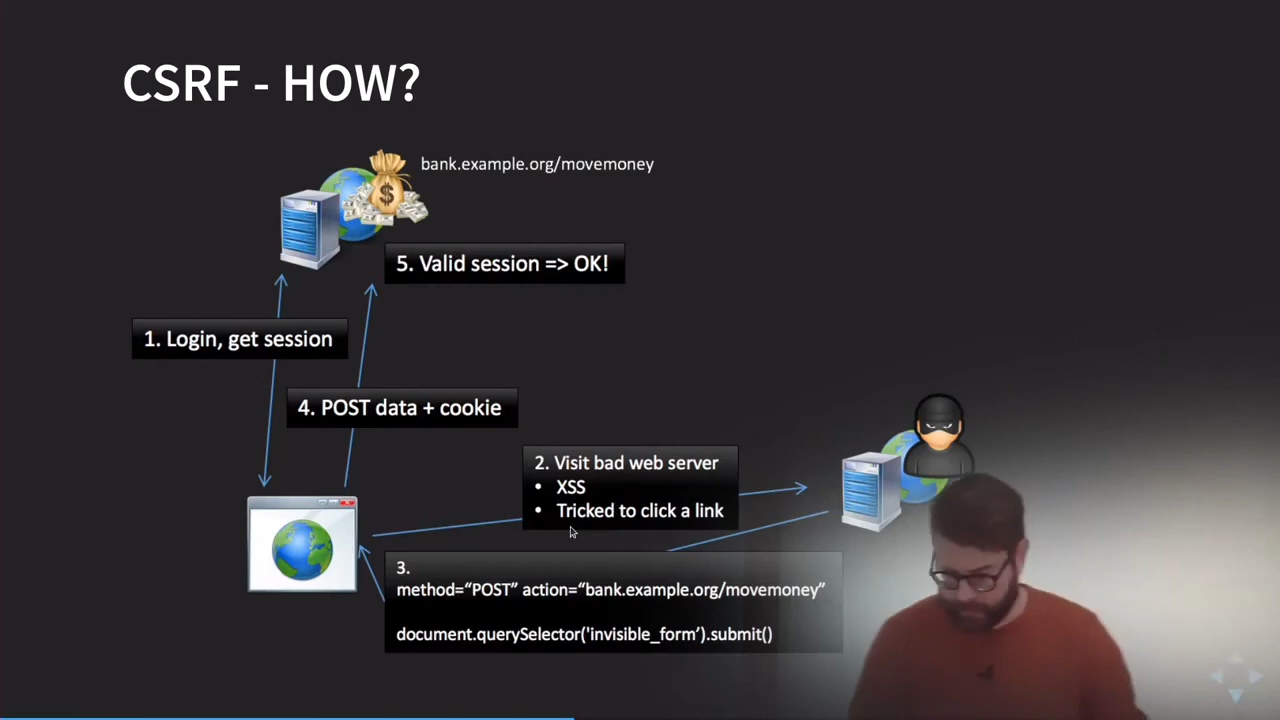 CSRF - HOW?
bank.example.org/movemoney
5. Valid session => OK!
1. Login, get session
4. POST data + cookie
2. Visit bad web server
• XSS
• Tricked to click a link
3.
method=“POST” action=“bank.example.org/movemoney”
document.querySelector('invisible_form’).submit()